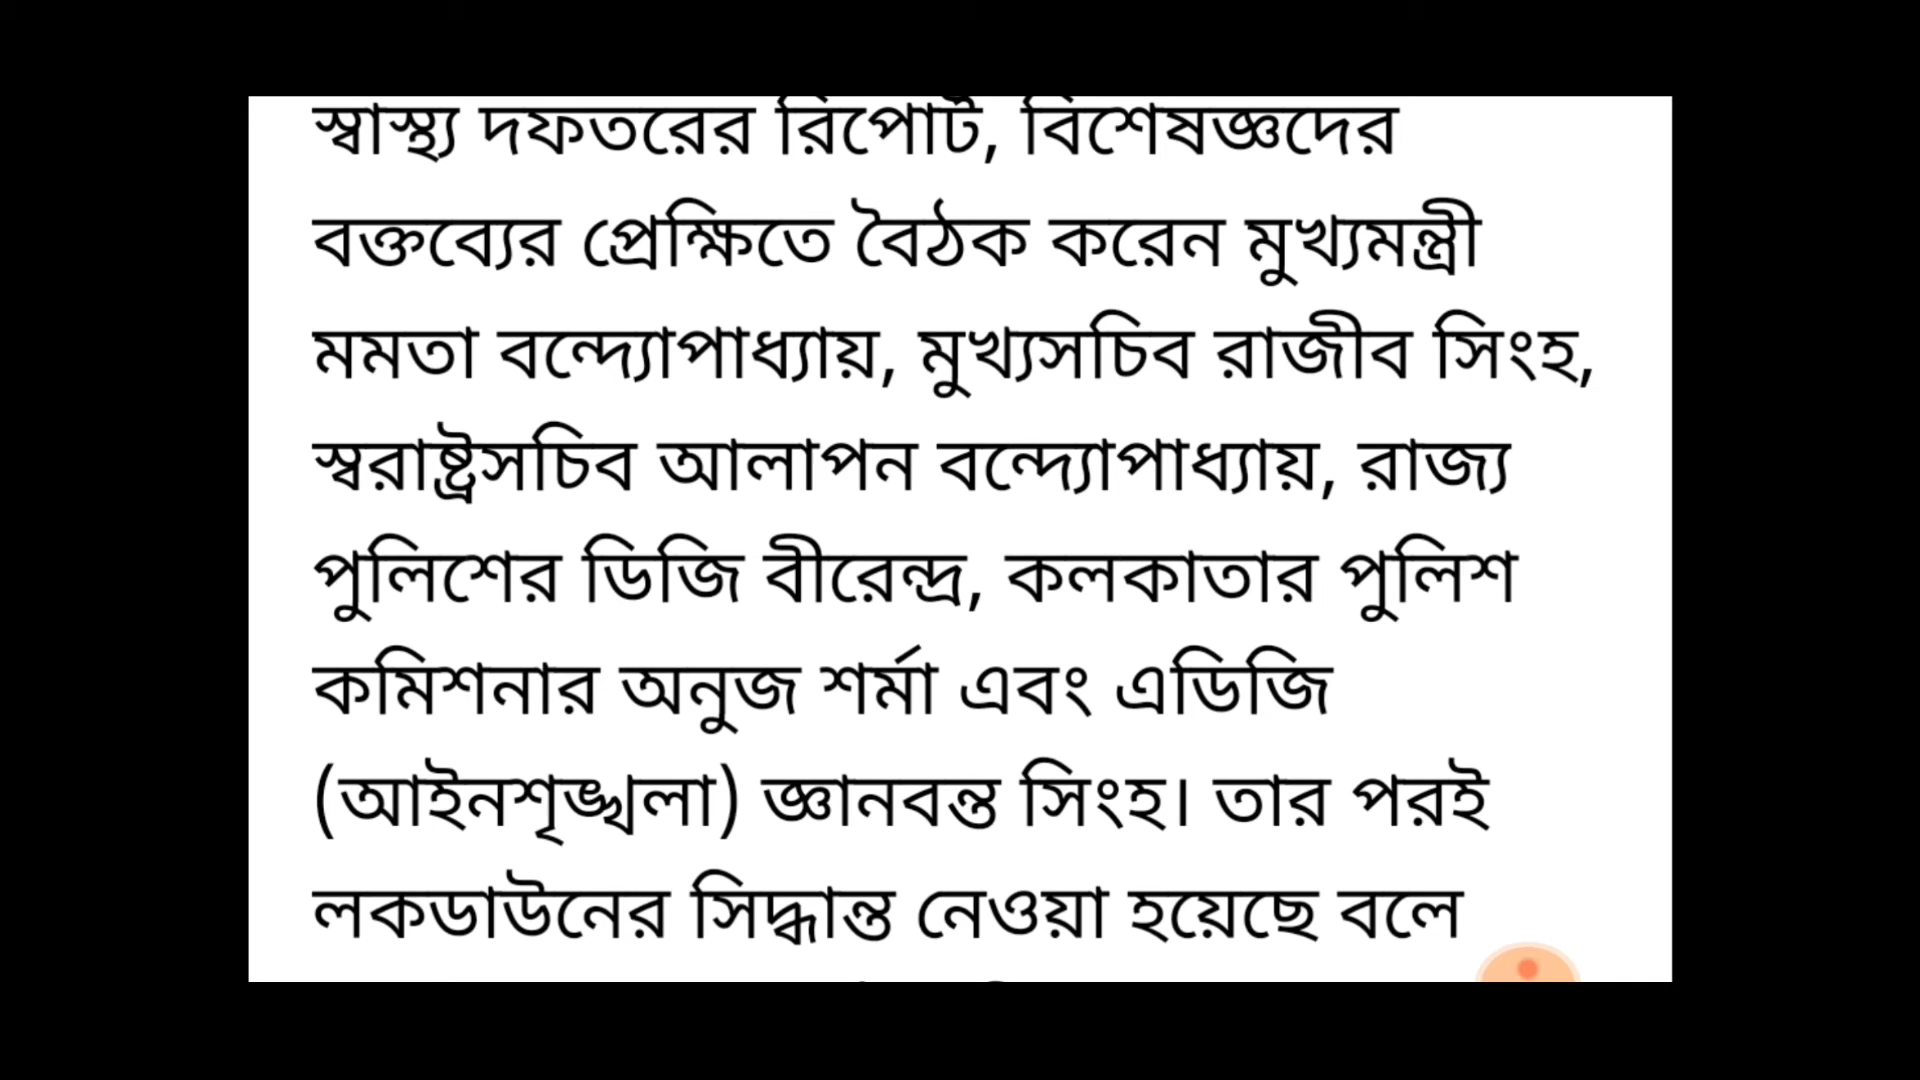 স্বাস্থ্য দফতরের রিপোর্ট, বিশেষজ্ঞদের
বক্তব্যের প্রেক্ষিতে বৈঠক করেন মুখ্যমন্ত্রী
মমতা বন্দ্যোপাধ্যায়, মুখ্যসচিব রাজীব সিংহ,
স্বরাষ্ট্রসচিব আলাপন বন্দ্যোপাধ্যায়, রাজ্য
পুলিশের ডিজি বীরেন্দ্র, কলকাতার পুলিশ
কমিশনার অনুজ শর্মা এবং এডিজি
(আইনশৃঙ্খলা) জ্ঞানবন্ত সিংহ। তার পরই
লকডাউনের সিদ্ধান্ত নেওয়া হয়েছে বলে